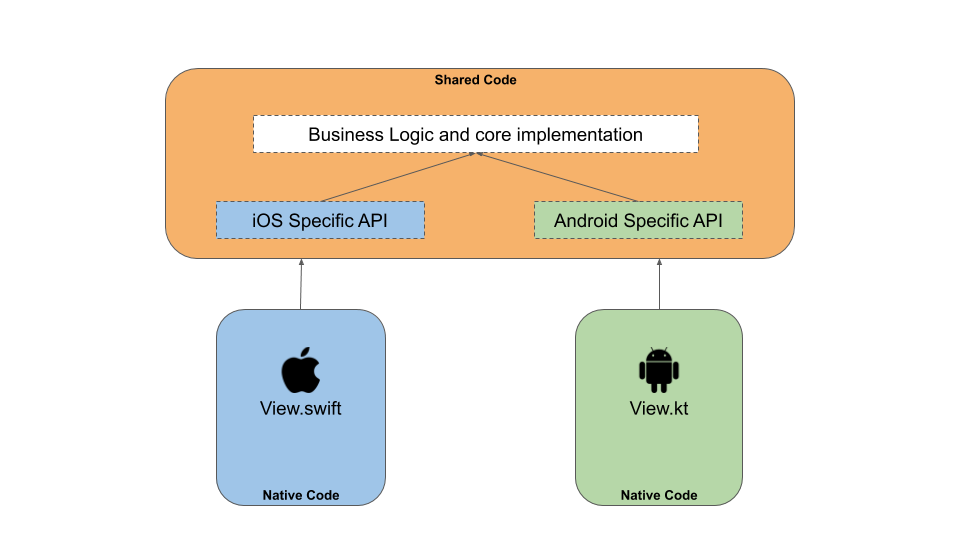 Shared Code
Business Logic and core implementation
iOS Specific API
Android Specific API
View.swift
View.kt
Native Code
Native Code